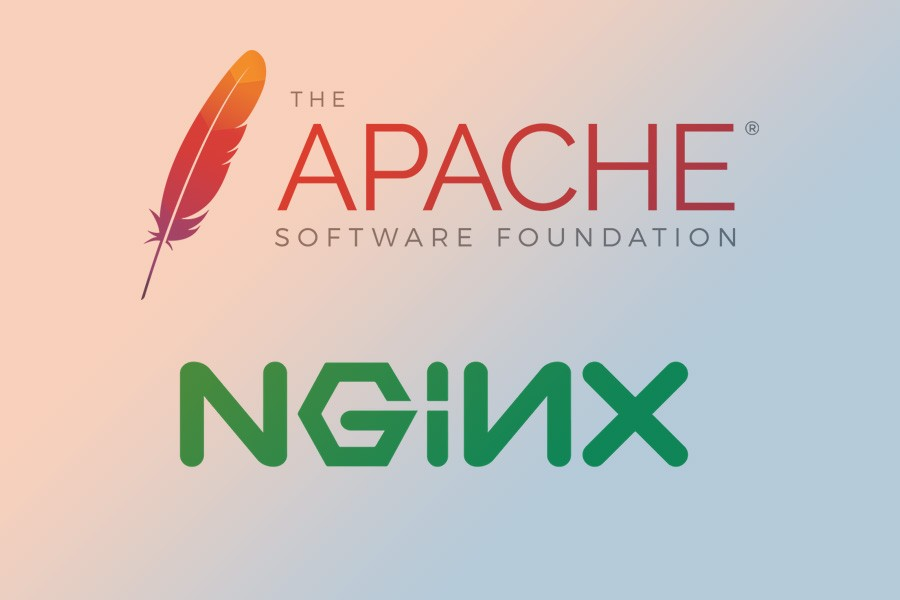 THE
APACHE®
SOFTWARE FOUNDATION
NGiNX